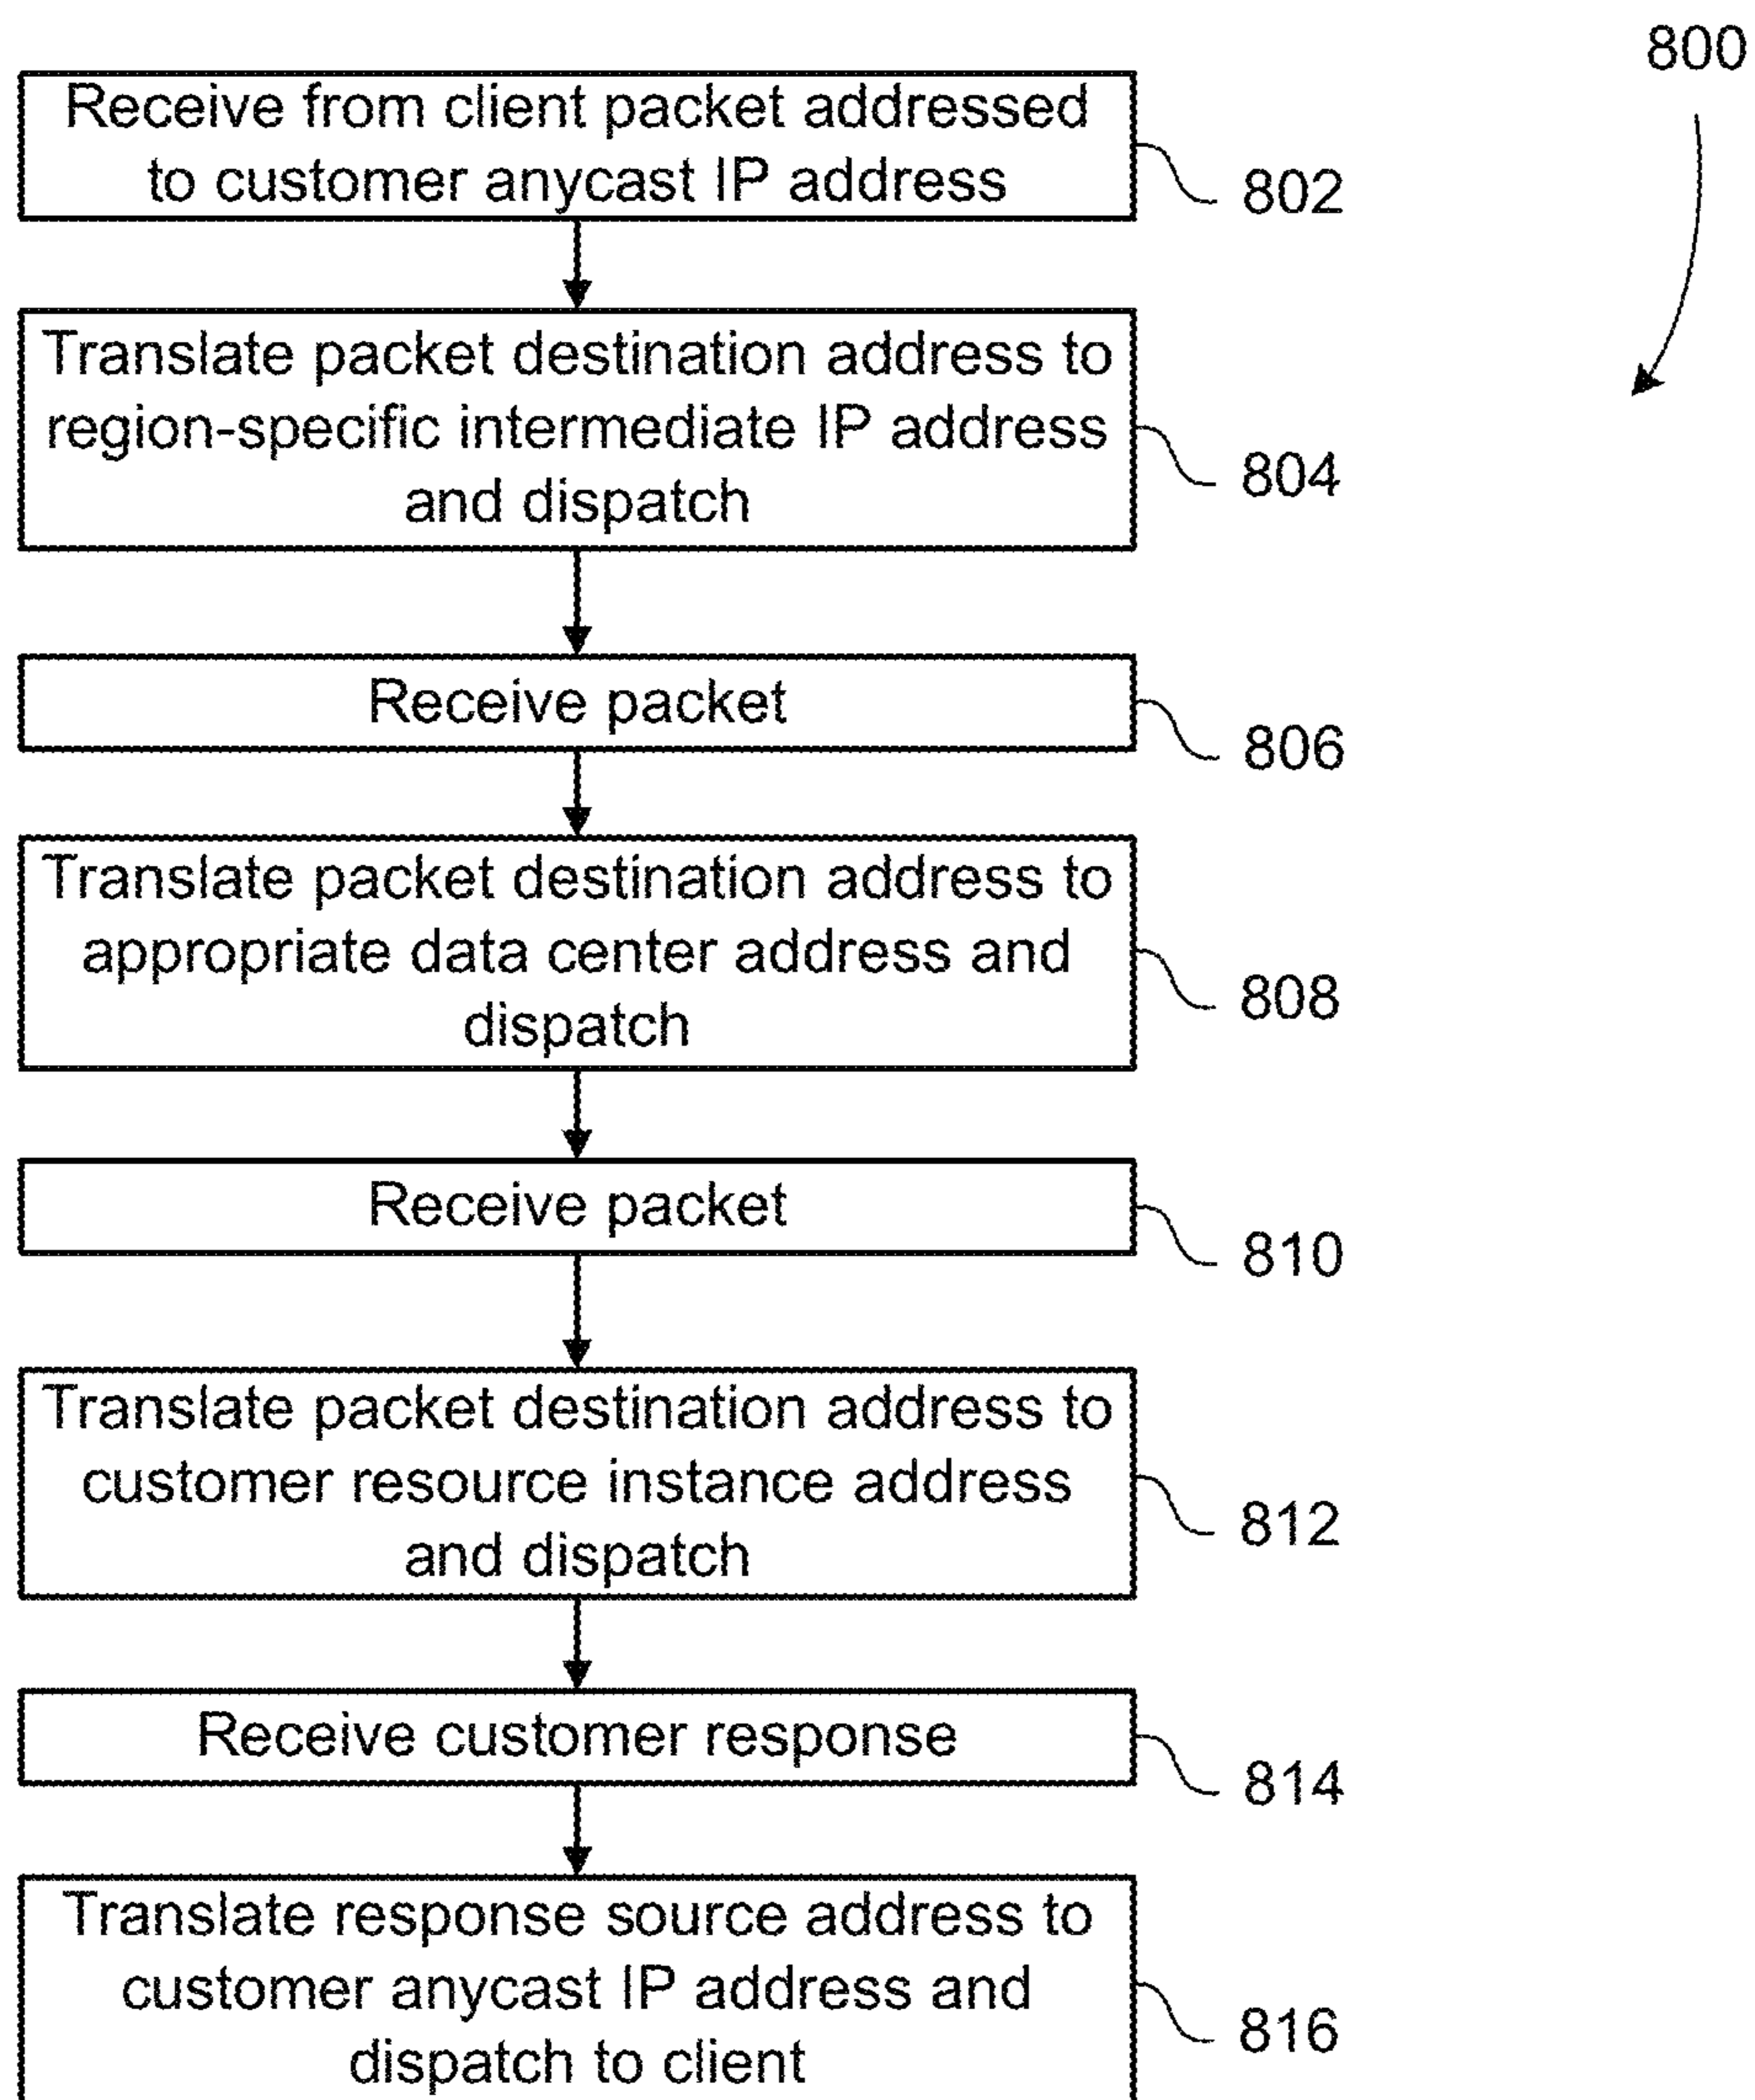 800
Receive from client packet addressed
to customer anycast IP address
802
Translate packet destination address to
region-specific intermediate IP address
and dispatch
804
Receive packet
806
Translate packet destination address to
appropriate data center address and
dispatch
808
Receive packet
810
Translate packet destination address to
customer resource instance address
and dispatch
812
Receive customer response
814
Translate response source address to
customer anycast IP address and
dispatch to client
816